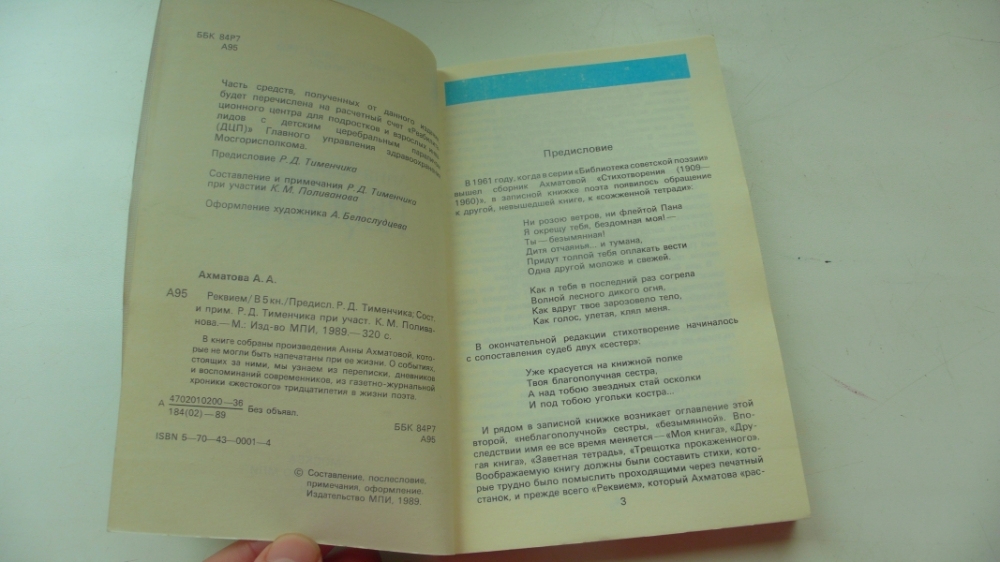 ББК 84Р7
А95
Часть средств, полученных от данного издания
будет перечислена на расчетный счет «Реабилита-
ционного центра для подростков и взрослых инва-
лидов с детским церебральным параличом
(ДЦП)» Главного управления здравоохранения
Мосгорисполкома.
Предисловие Р. Д. Тименчика
Составление и примечания Р. Д. Тименчика
при участии К. М. Поливанова
Оформление художника А. Белослудцева
Ахматова А. А.
А95 Реквием/В 5 кн./Предисл. Р. Д. Тименчика; Сост.
и прим. Р. Д. Тименчика при участ. К. М. Полива-
нова.— М.: Изд-во МПИ, 1989.— 320 с.
В книге собраны произведения Анны Ахматовой, кото-
рые не могли быть напечатаны при ее жизни. О событиях,
стоящих за ними, мы узнаем из переписки, дневников
и воспоминаний современников, из газетно-журнальной
хроники «жестокого» тридцатилетия в жизни поэта.
А 4702010200—36
184(02)—89 Без объявл.
ББК 84Р7
А95
ISBN 5—70—43—0001—4
© Составление, послесловие,
примечания, оформление.
Издательство МПИ, 1989.
Предисловие
В 1961 году, когда в серии «Библиотека советской поэзии»
вышел сборник Ахматовой «Стихотворения (1909—
1960)», в записной книжке поэта появилось обращение
к другой, невышедшей книге, к «сожженной тетради»:
Ни розою ветров, ни флейтой Пана
Я окрещу тебя, бездомная моя!—
Ты — безымянная!
Дитя отчаянья... и тумана,
Придут толпой тебя оплакать вести
Одна другой моложе и свежей,
Как я тебя в последний раз согрела
Волной лесного дикого огня,
Как вдруг твое зарозовело тело,
Как голос, улетая, клял меня.
В окончательной редакции стихотворение начиналось
с сопоставления судеб двух «сестер»:
Уже красуется на книжной полке
Твоя благополучная сестра,
А над тобою звездных стай осколки
И под тобою угольки костра...
И рядом в записной книжке возникает оглавление этой
второй, «неблагополучной» сестры, «безымянной». Впо-
следствии имя ее все время меняется — «Моя книга», «Дру-
гая книга», «Заветная тетрадь», «Трещотка прокаженного».
Воображаемую книгу должны были составить стихи, кото-
рые трудно было помыслить проходящими через печатный
станок, и прежде всего «Реквием», который Ахматова «рас-
3